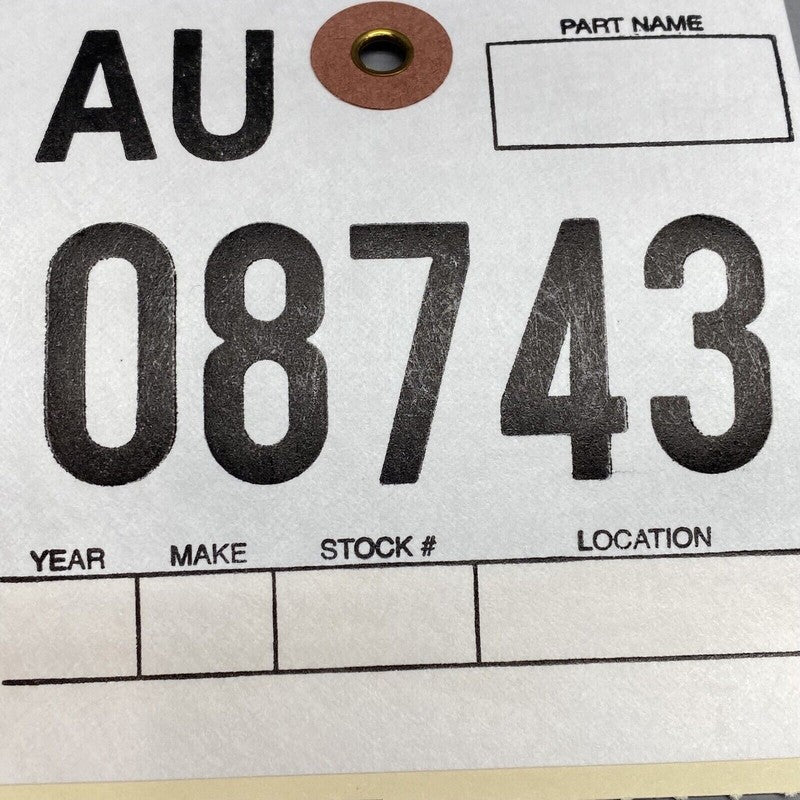 AU
PART NAME
08743
YEAR MAKE STOCK # LOCATION